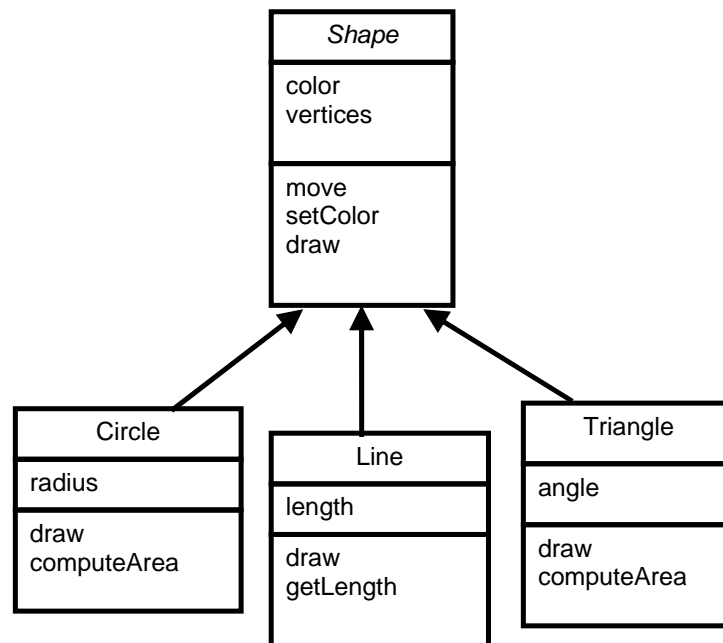 Shape
color
vertices
move
setColor
draw
Circle
radius
draw
computeArea
Line
length
draw
getLength
Triangle
angle
draw
computeArea